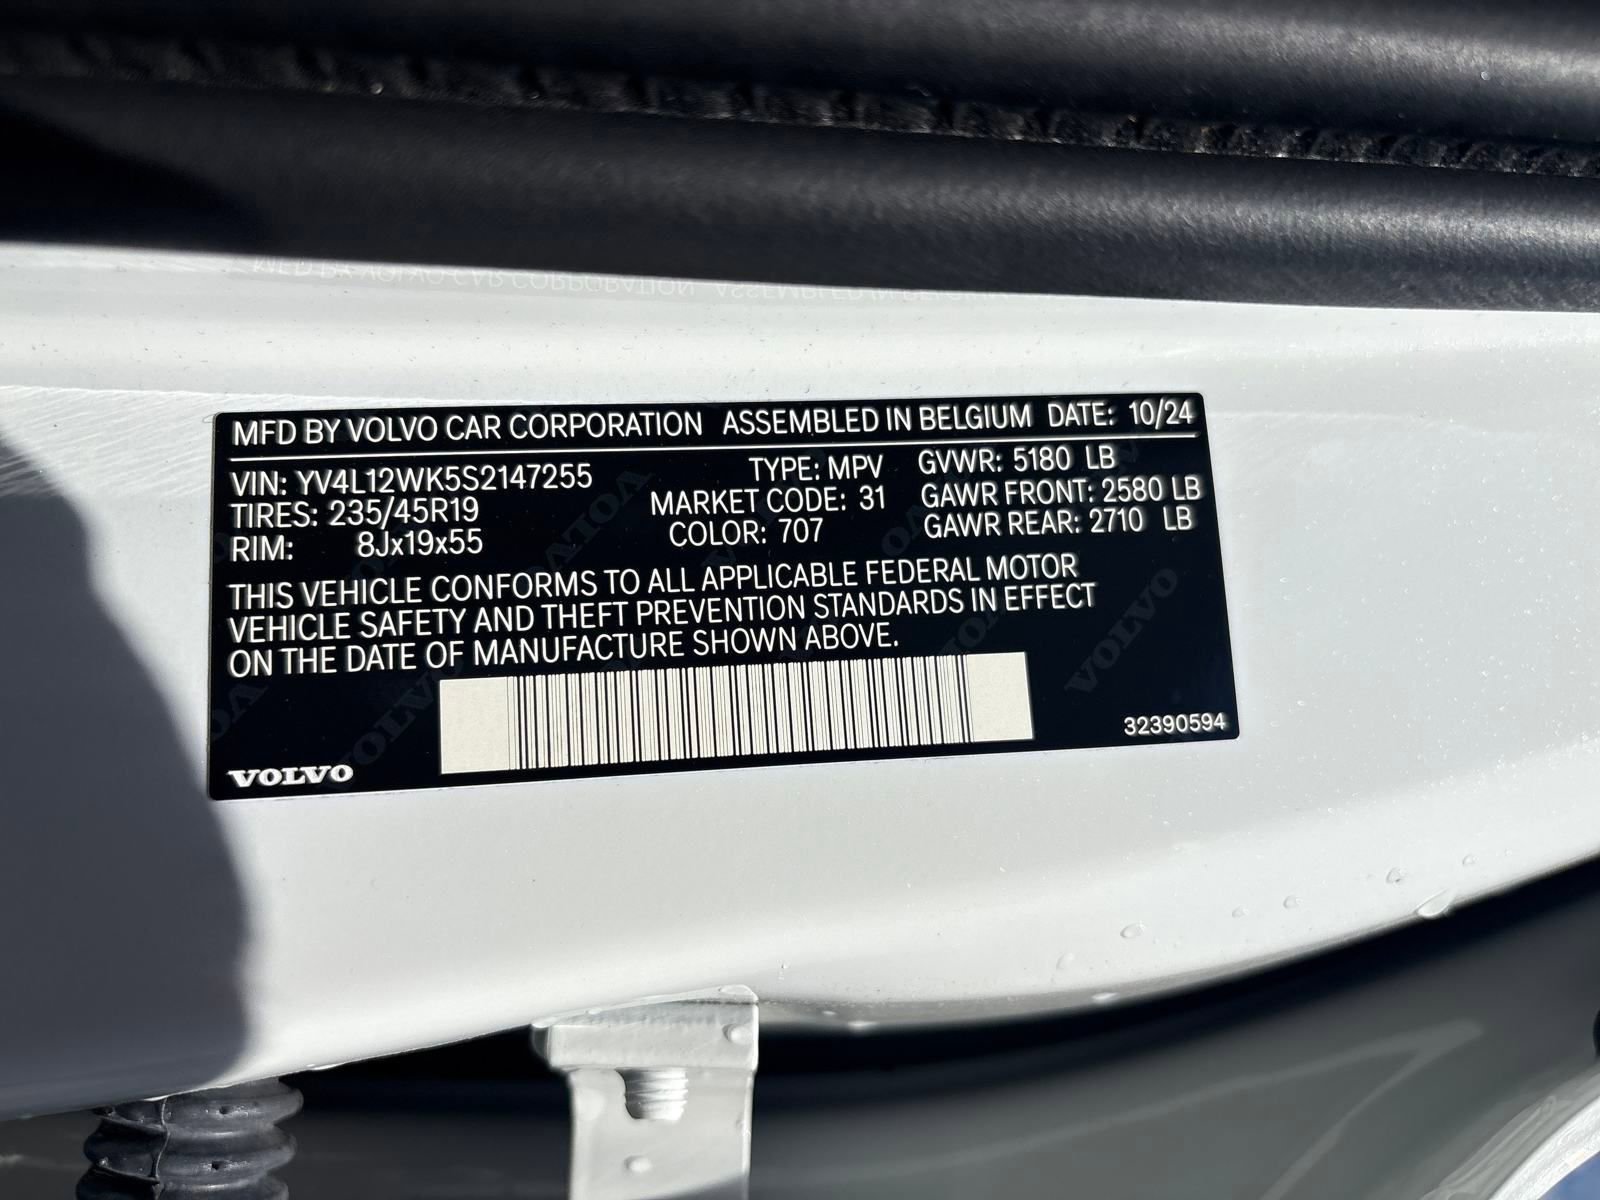 MFD BY VOLVO CAR CORPORATION ASSEMBLED IN BELGIUM DATE: 10/24
VIN: YV4L12WK5S2147255 TYPE: MPV GVWR: 5180 LB
TIRES: 235/45R19 MARKET CODE: 31 GAWR FRONT: 2580 LB
RIM: 8Jx19x55 COLOR: 707 GAWR REAR: 2710 LB
THIS VEHICLE CONFORMS TO ALL APPLICABLE FEDERAL MOTOR
VEHICLE SAFETY AND THEFT PREVENTION STANDARDS IN EFFECT
ON THE DATE OF MANUFACTURE SHOWN ABOVE.
32390594
VOLVO